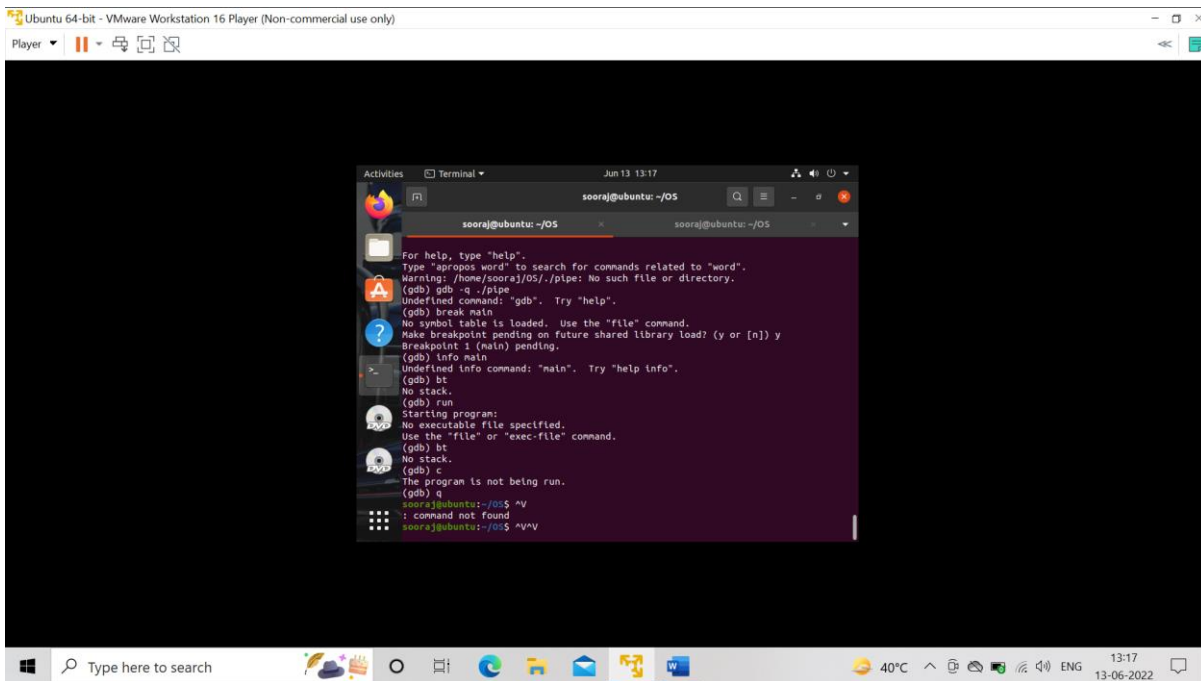 Ubuntu 64-bit - VMware Workstation 16 Player (Non-commercial use only)
Player
Activities Terminal Jun 13 13:17
sooraj@ubuntu: ~/OS
sooraj@ubuntu: ~/OS sooraj@ubuntu: ~/OS
For help, type "help".
Type "apropos word" to search for commands related to "word".
Warning: /home/sooraj/OS/./pipe: No such file or directory.
(gdb) gdb -q ./pipe
Undefined command: "gdb".  Try "help".
(gdb) break main
No symbol table is loaded.  Use the "file" command.
Make breakpoint pending on future shared library load? (y or [n]) y
Breakpoint 1 (main) pending.
(gdb) info main
Undefined info command: "main".  Try "help info".
(gdb) bt
No stack.
(gdb) run
Starting program:
No executable file specified.
Use the "file" or "exec-file" command.
(gdb) bt
No stack.
(gdb) c
The program is not being run.
(gdb) q
sooraj@ubuntu:~/OS$ ^V
: command not found
sooraj@ubuntu:~/OS$ ^V^V
DVD
DVD
Type here to search
40°C ENG 13:17
13-06-2022